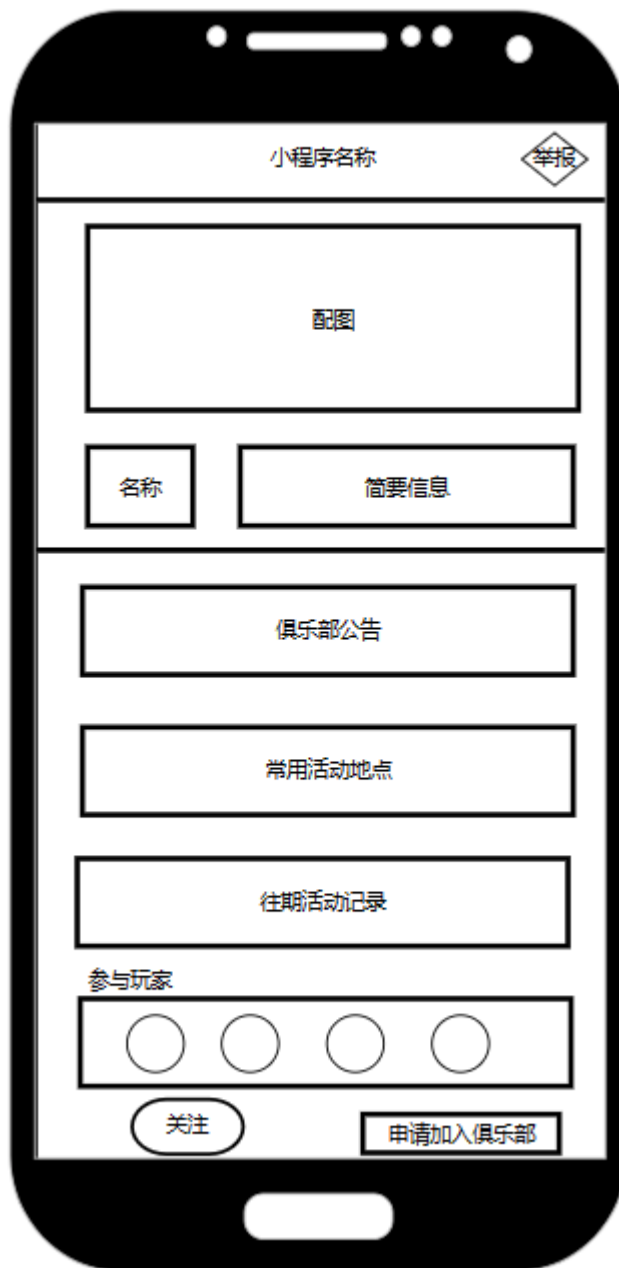 小程序名称
举报
配图
名称
简要信息
俱乐部公告
常用活动地点
往期活动记录
参与玩家
关注
申请加入俱乐部